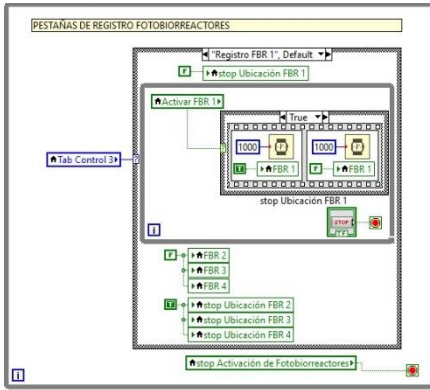 PESTAÑAS DE REGISTRO FOTOBIORREACTORES
"Registro FBR 1", Default
F stop Ubicación FBR 1
Activar FBR 1
True
1000 1000
T FBR 1 F FBR 1
Tab Control 3
stop Ubicación FBR 1
STOP
TF
i
F FBR 2
FBR 3
FBR 4
T stop Ubicación FBR 2
stop Ubicación FBR 3
stop Ubicación FBR 4
stop Activación de Fotobiorreactores
i